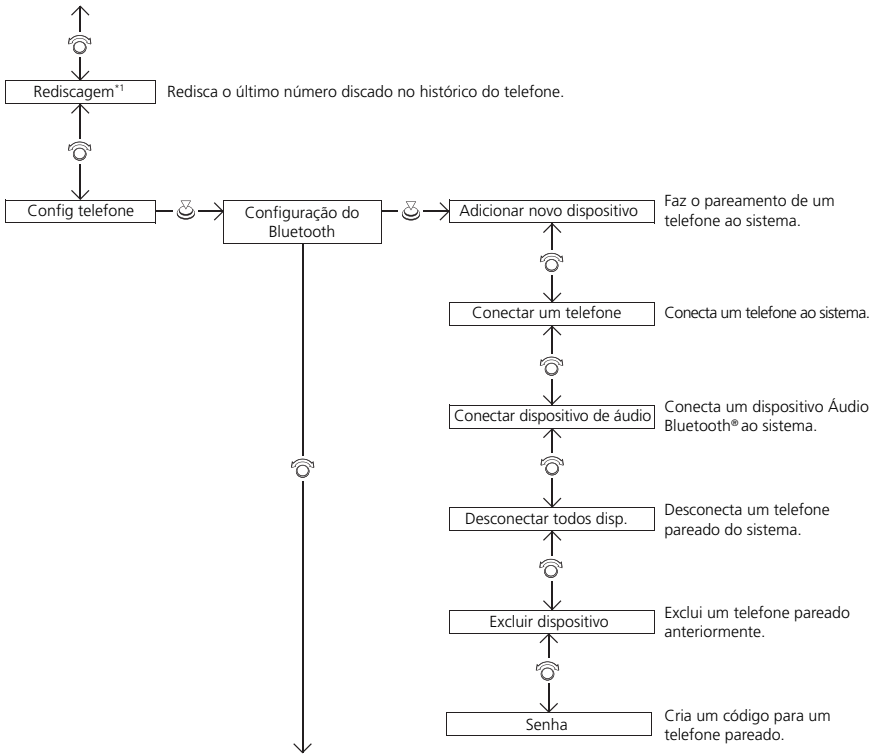 Rediscagem*1
Redisca o último número discado no histórico do telefone.
Config telefone
Configuração do
Bluetooth
Adicionar novo dispositivo
Faz o pareamento de um
telefone ao sistema.
Conectar um telefone
Conecta um telefone ao sistema.
Conectar dispositivo de áudio
Conecta um dispositivo Áudio
Bluetooth® ao sistema.
Desconectar todos disp.
Desconecta um telefone
pareado do sistema.
Excluir dispositivo
Exclui um telefone pareado
anteriormente.
Senha
Cria um código para um
telefone pareado.